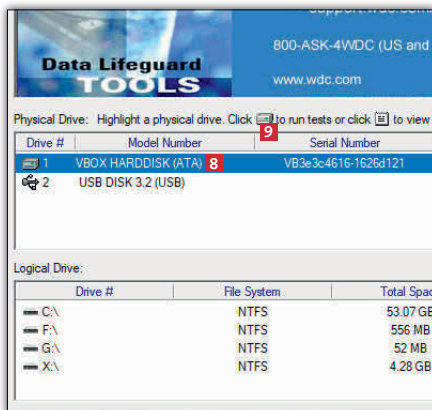 support.wdc.com
800-ASK-4WDC (US and
Data Lifeguard
TOOLS
www.wdc.com
Physical Drive: Highlight a physical drive. Click to run tests or click to view
9
Drive # Model Number Serial Number
1 VBOX HARDDISK (ATA) 8 VB3e3c4616-1626d121
2 USB DISK 3.2 (USB)
Logical Drive:
Drive # File System Total Spac
C:\ NTFS 53.07 GB
F:\ NTFS 556 MB
G:\ NTFS 52 MB
X:\ NTFS 4.28 GB